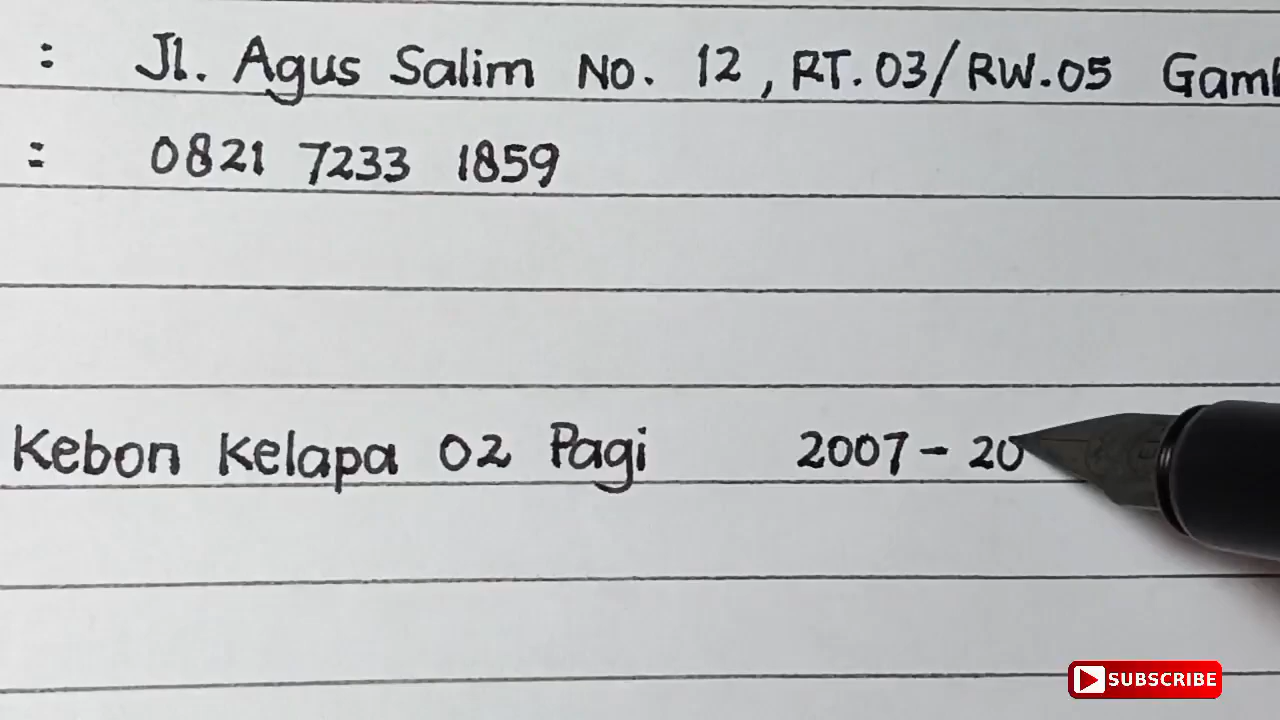 : Jl. Agus Salim No. 12, RT.03/RW.05
: 0821 7233 1859
Kebon Kelapa 02 Pagi 2007 - 20
SUBSCRIBE